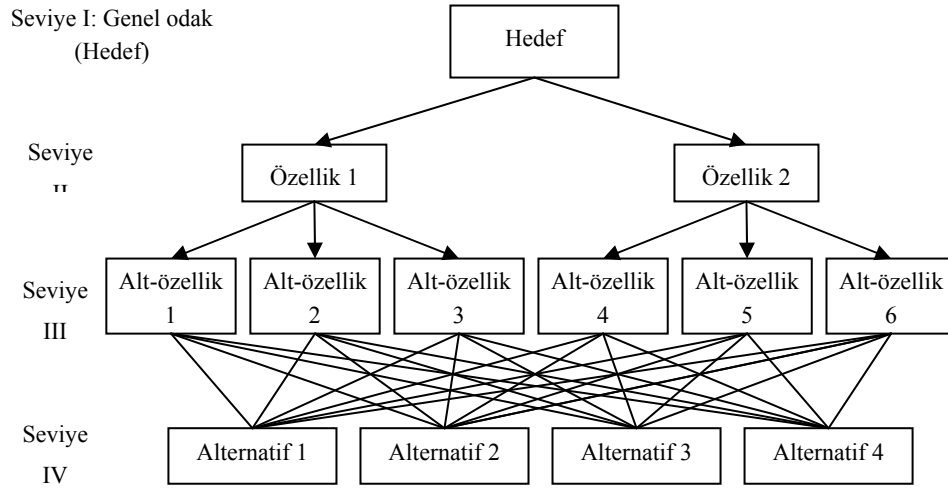 Seviye I: Genel odak
(Hedef)
Hedef
Seviye
II
Özellik 1
Özellik 2
Seviye
III
Alt-özellik
1
Alt-özellik
2
Alt-özellik
3
Alt-özellik
4
Alt-özellik
5
Alt-özellik
6
Seviye
IV
Alternatif 1
Alternatif 2
Alternatif 3
Alternatif 4